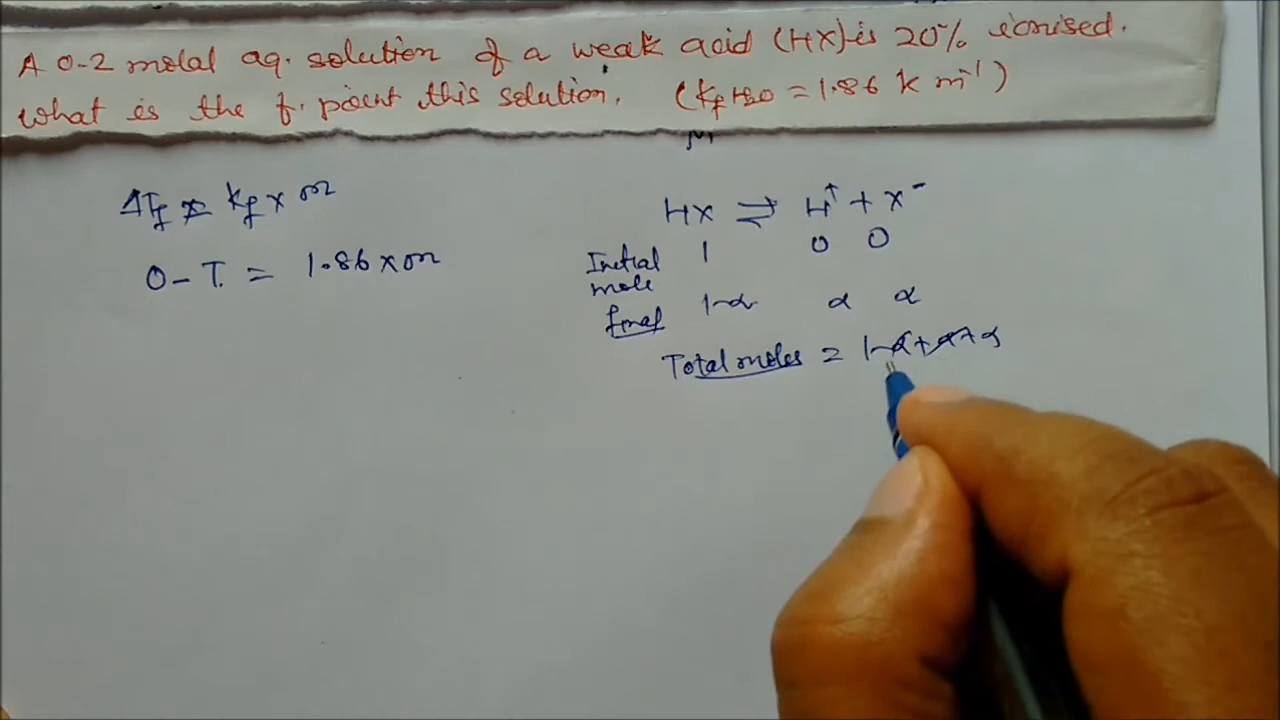 A 0.2 molal aq. solution of a weak acid (HX) is 20% ionised.
What is the f. point this solution. (Kf H2O = 1.86 K m⁻¹)
ΔTf = Kf × m
0 - T. = 1.86 × m
HX ⇌ H⁺ + X⁻
Initial mole 1 0 0
final 1-α α α
Total moles = 1-α+α+α